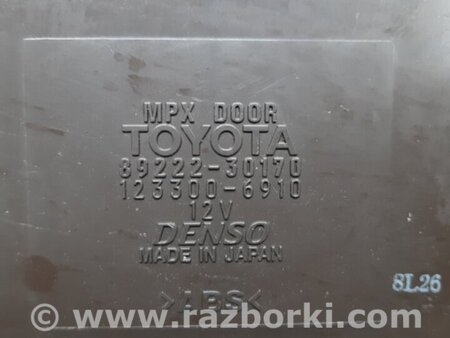 MPX DOOR
TOYOTA
89222-30170
123300-6910
12V
DENSO
MADE IN JAPAN
8L26
>ABS<
© www.razborki.com